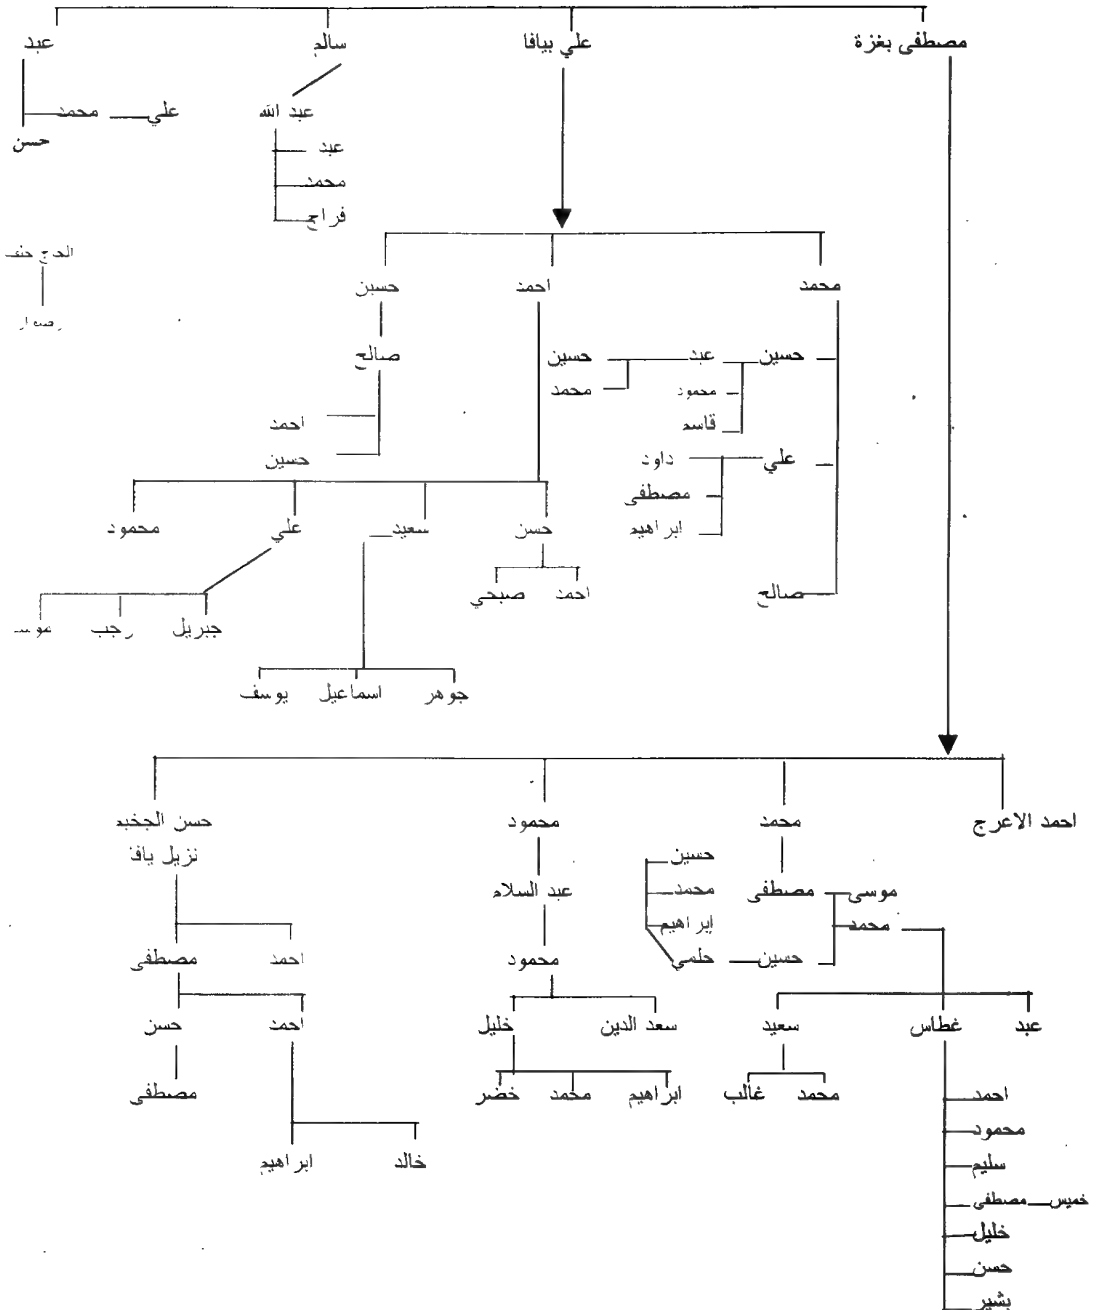 مصطفى بغزة علي بيافا سالم عبد
عبد الله علي محمد
حسن
عبد
محمد
فراج
الحاج
محمد احمد حسين
حسين عبد حسين صالح
محمود محمد
قاسم احمد
علي داود حسين
مصطفى
ابراهيم حسن سعيد علي محمود
صالح احمد صبحي
جبريل رجب
جوهر اسماعيل يوسف
احمد الاعرج محمد محمود حسن
نزيل يافا
حسين
موسى مصطفى محمد عبد السلام
محمد ابراهيم
حسين حلمي محمود احمد مصطفى
عبد غطاس سعيد سعد الدين خليل احمد حسن
احمد محمد غالب ابراهيم محمد خضر مصطفى
محمود
سليم خالد ابراهيم
خميس مصطفى
خليل
حسن
بشير